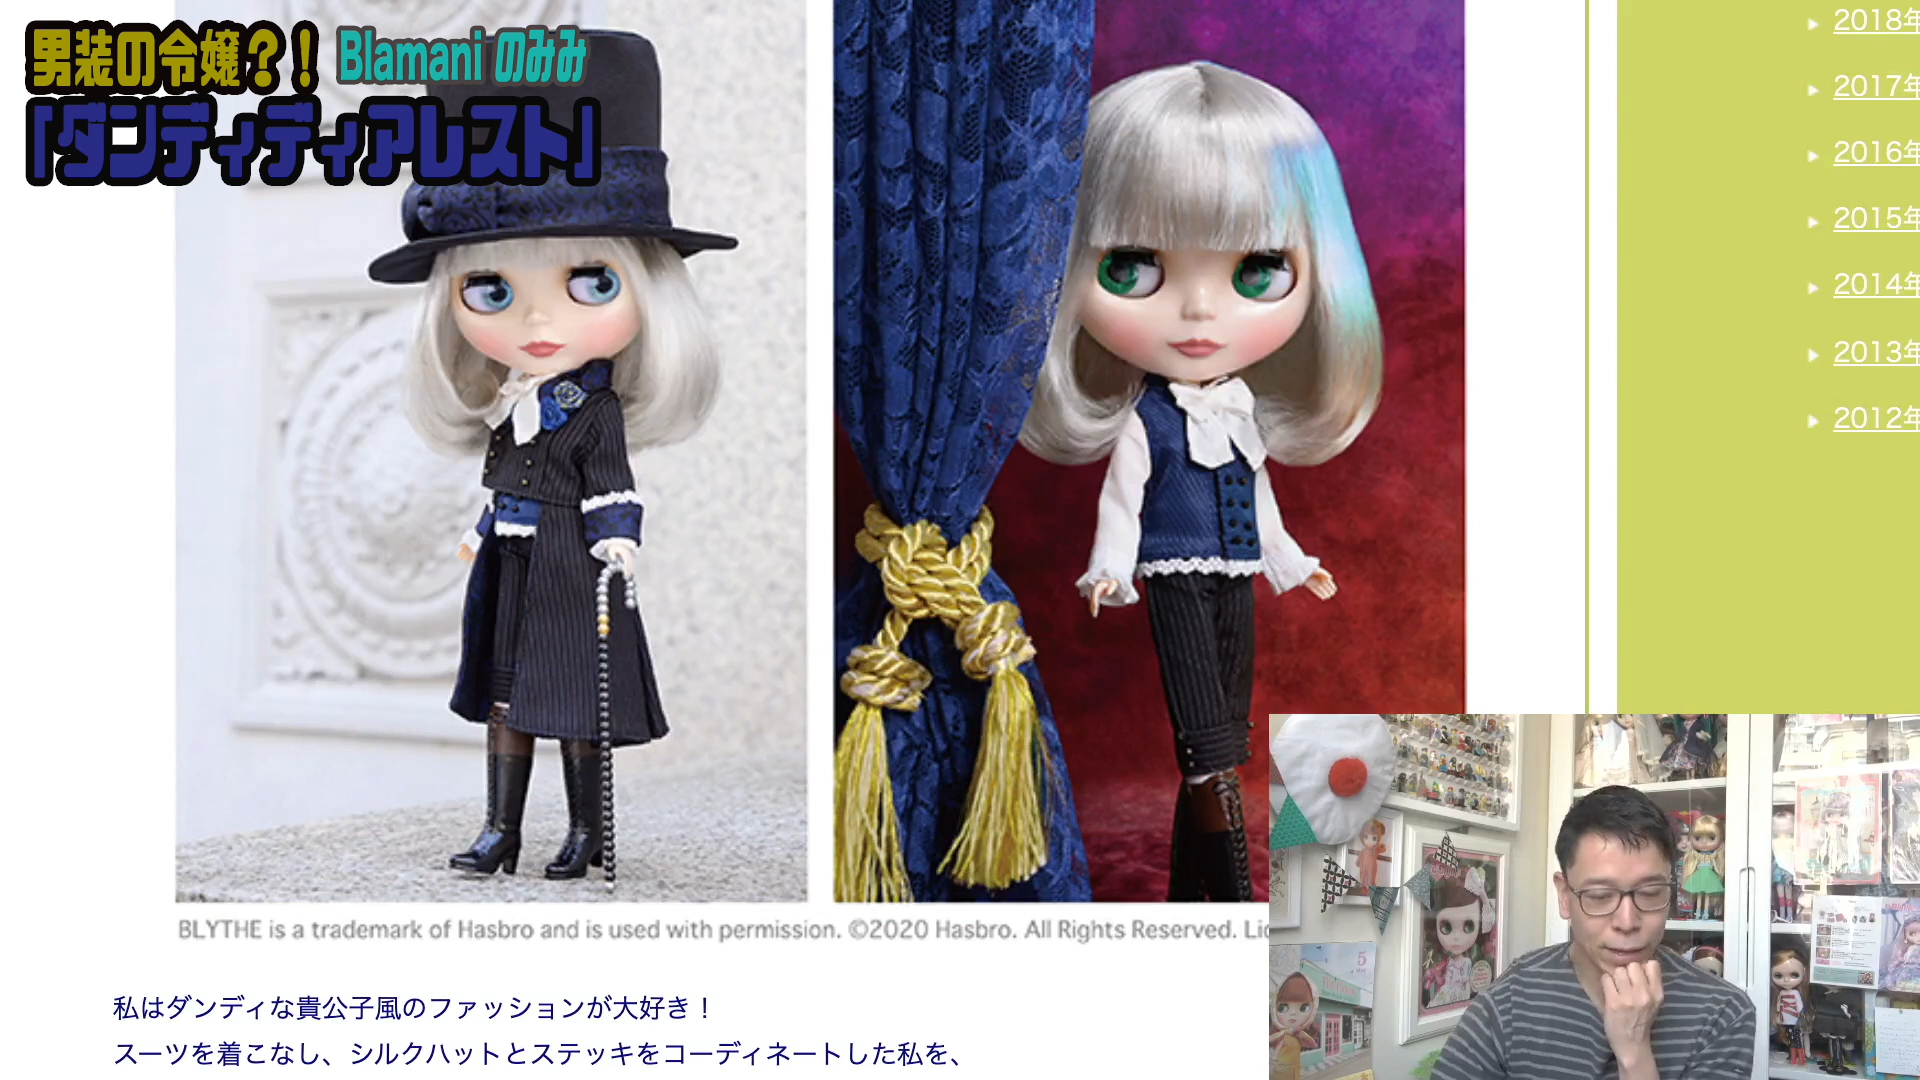 男装の令嬢？！ Blamani のみみ
「ダンディディアレスト」
2018年
2017年
2016年
2015年
2014年
2013年
2012年
BLYTHE is a trademark of Hasbro and is used with permission. ©2020 Hasbro. All Rights Reserved.
私はダンディな貴公子風のファッションが大好き！
スーツを着こなし、シルクハットとステッキをコーディネートした私を、